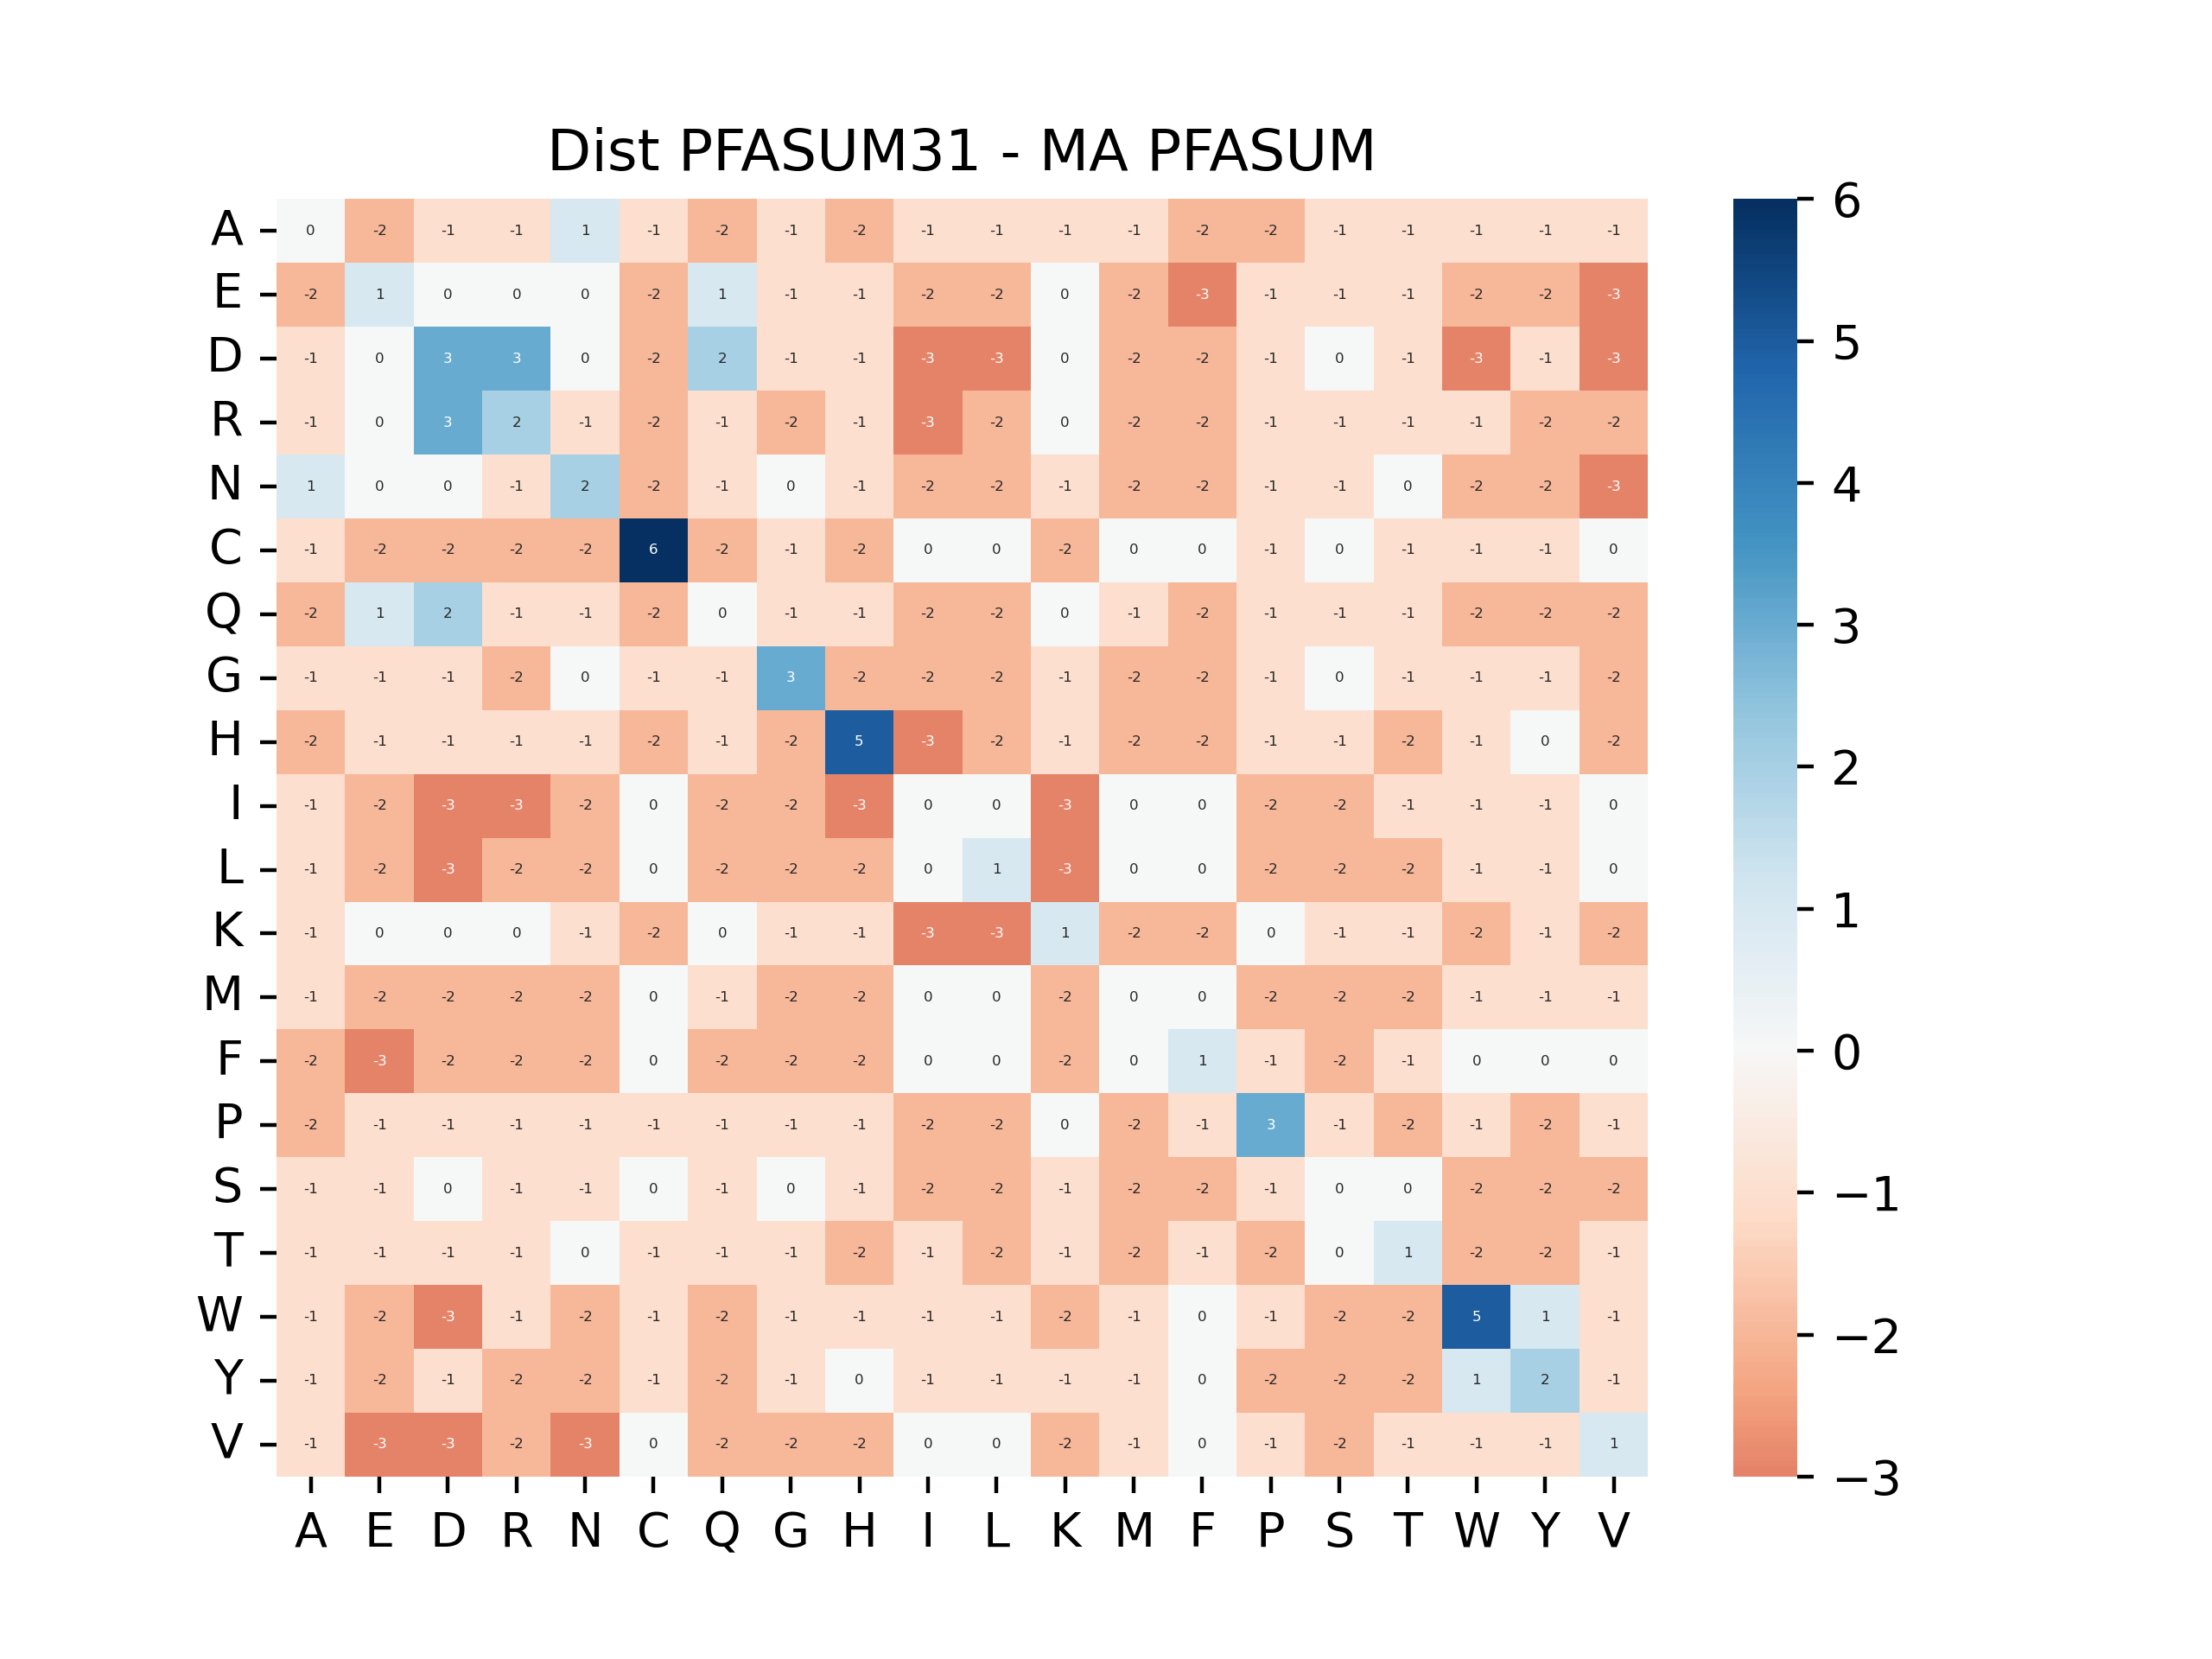 Dist PFASUM31 - MA PFASUM
A 0 -2 -1 -1 1 -1 -2 -1 -2 -1 -1 -1 -1 -2 -2 -1 -1 -1 -1 -1
E -2 1 0 0 0 -2 1 -1 -1 -2 -2 0 -2 -3 -1 -1 -1 -2 -2 -3
D -1 0 3 3 0 -2 2 -1 -1 -3 -3 0 -2 -2 -1 0 -1 -3 -1 -3
R -1 0 3 2 -1 -2 -1 -2 -1 -3 -2 0 -2 -2 -1 -1 -1 -1 -2 -2
N 1 0 0 -1 2 -2 -1 0 -1 -2 -2 -1 -2 -2 -1 -1 0 -2 -2 -3
C -1 -2 -2 -2 -2 6 -2 -1 -2 0 0 -2 0 0 -1 0 -1 -1 -1 0
Q -2 1 2 -1 -1 -2 0 -1 -1 -2 -2 0 -1 -2 -1 -1 -1 -2 -2 -2
G -1 -1 -1 -2 0 -1 -1 3 -2 -2 -2 -1 -2 -2 -1 0 -1 -1 -1 -2
H -2 -1 -1 -1 -1 -2 -1 -2 5 -3 -2 -1 -2 -2 -1 -1 -2 -1 0 -2
I -1 -2 -3 -3 -2 0 -2 -2 -3 0 0 -3 0 0 -2 -2 -1 -1 -1 0
L -1 -2 -3 -2 -2 0 -2 -2 -2 0 1 -3 0 0 -2 -2 -2 -1 -1 0
K -1 0 0 0 -1 -2 0 -1 -1 -3 -3 1 -2 -2 0 -1 -1 -2 -1 -2
M -1 -2 -2 -2 -2 0 -1 -2 -2 0 0 -2 0 0 -2 -2 -2 -1 -1 -1
F -2 -3 -2 -2 -2 0 -2 -2 -2 0 0 -2 0 1 -1 -2 -1 0 0 0
P -2 -1 -1 -1 -1 -1 -1 -1 -1 -2 -2 0 -2 -1 3 -1 -2 -1 -2 -1
S -1 -1 0 -1 -1 0 -1 0 -1 -2 -2 -1 -2 -2 -1 0 0 -2 -2 -2
T -1 -1 -1 -1 0 -1 -1 -1 -2 -1 -2 -1 -2 -1 -2 0 1 -2 -2 -1
W -1 -2 -3 -1 -2 -1 -2 -1 -1 -1 -1 -2 -1 0 -1 -2 -2 5 1 -1
Y -1 -2 -1 -2 -2 -1 -2 -1 0 -1 -1 -1 -1 0 -2 -2 -2 1 2 -1
V -1 -3 -3 -2 -3 0 -2 -2 -2 0 0 -2 -1 0 -1 -2 -1 -1 -1 1
A E D R N C Q G H I L K M F P S T W Y V
6
5
4
3
2
1
0
−1
−2
−3